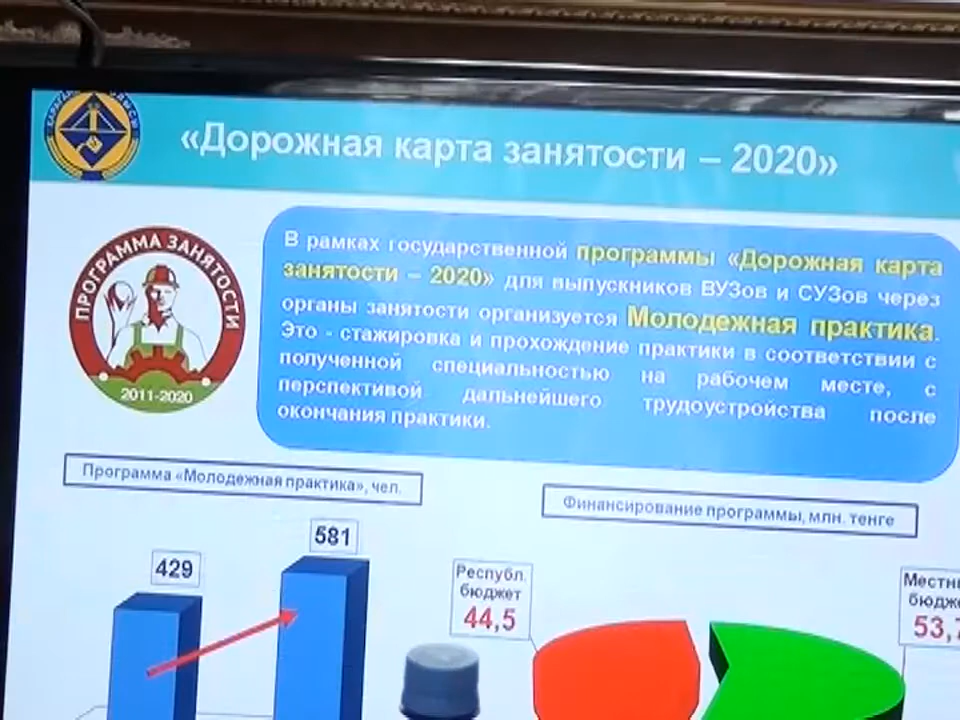 «Дорожная карта занятости – 2020»
ПРОГРАММА ЗАНЯТОСТИ
2011-2020
В рамках государственной программы «Дорожная карта
занятости – 2020» для выпускников ВУЗов и СУЗов через
органы занятости организуется Молодежная практика.
Это - стажировка и прохождение практики в соответствии с
полученной специальностью на рабочем месте, с
перспективой дальнейшего трудоустройства после
окончания практики.
Программа «Молодежная практика», чел.
429
581
Финансирование программы, млн. тенге
Республ.
бюджет
44,5
53,7